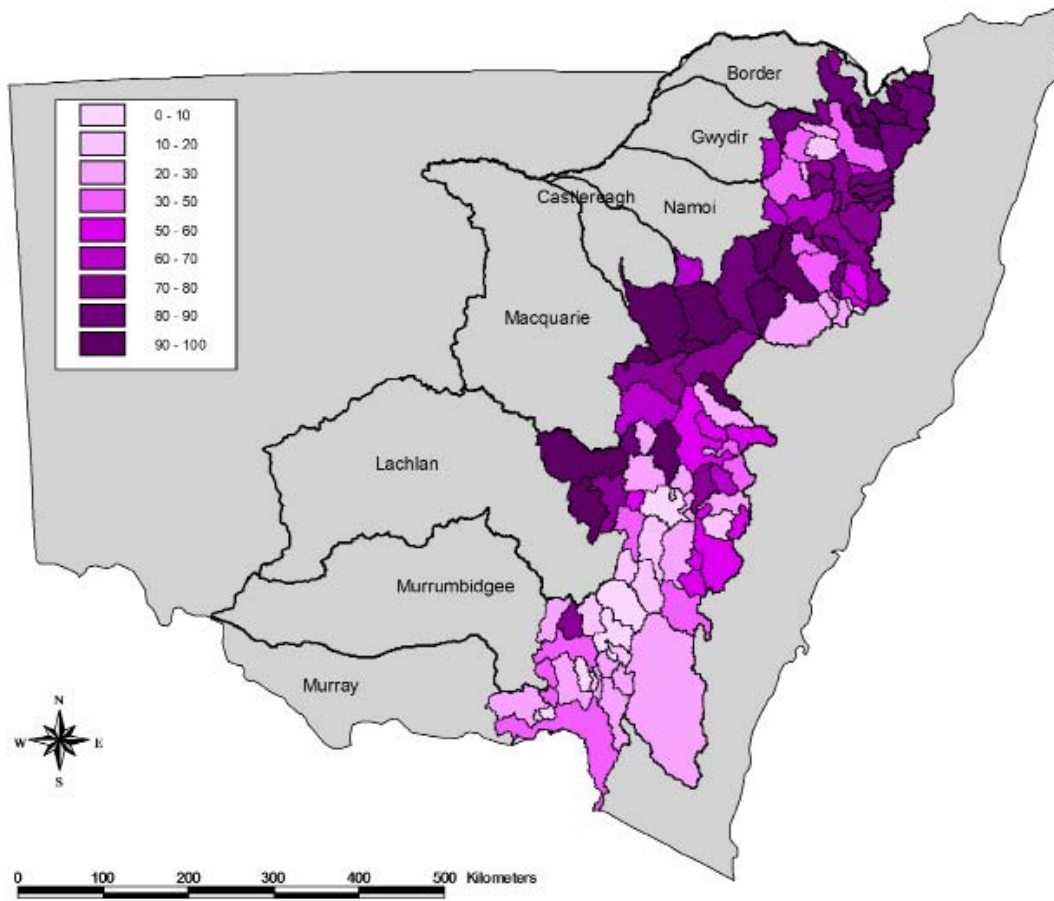 Border
0 - 10
10 - 20
20 - 30
30 - 50
50 - 60
60 - 70
70 - 80
80 - 90
90 - 100
Gwydir
Castlereagh
Namoi
Macquarie
Lachlan
Murrumbidgee
Murray
N
W E
S
0 100 200 300 400 500 Kilometers